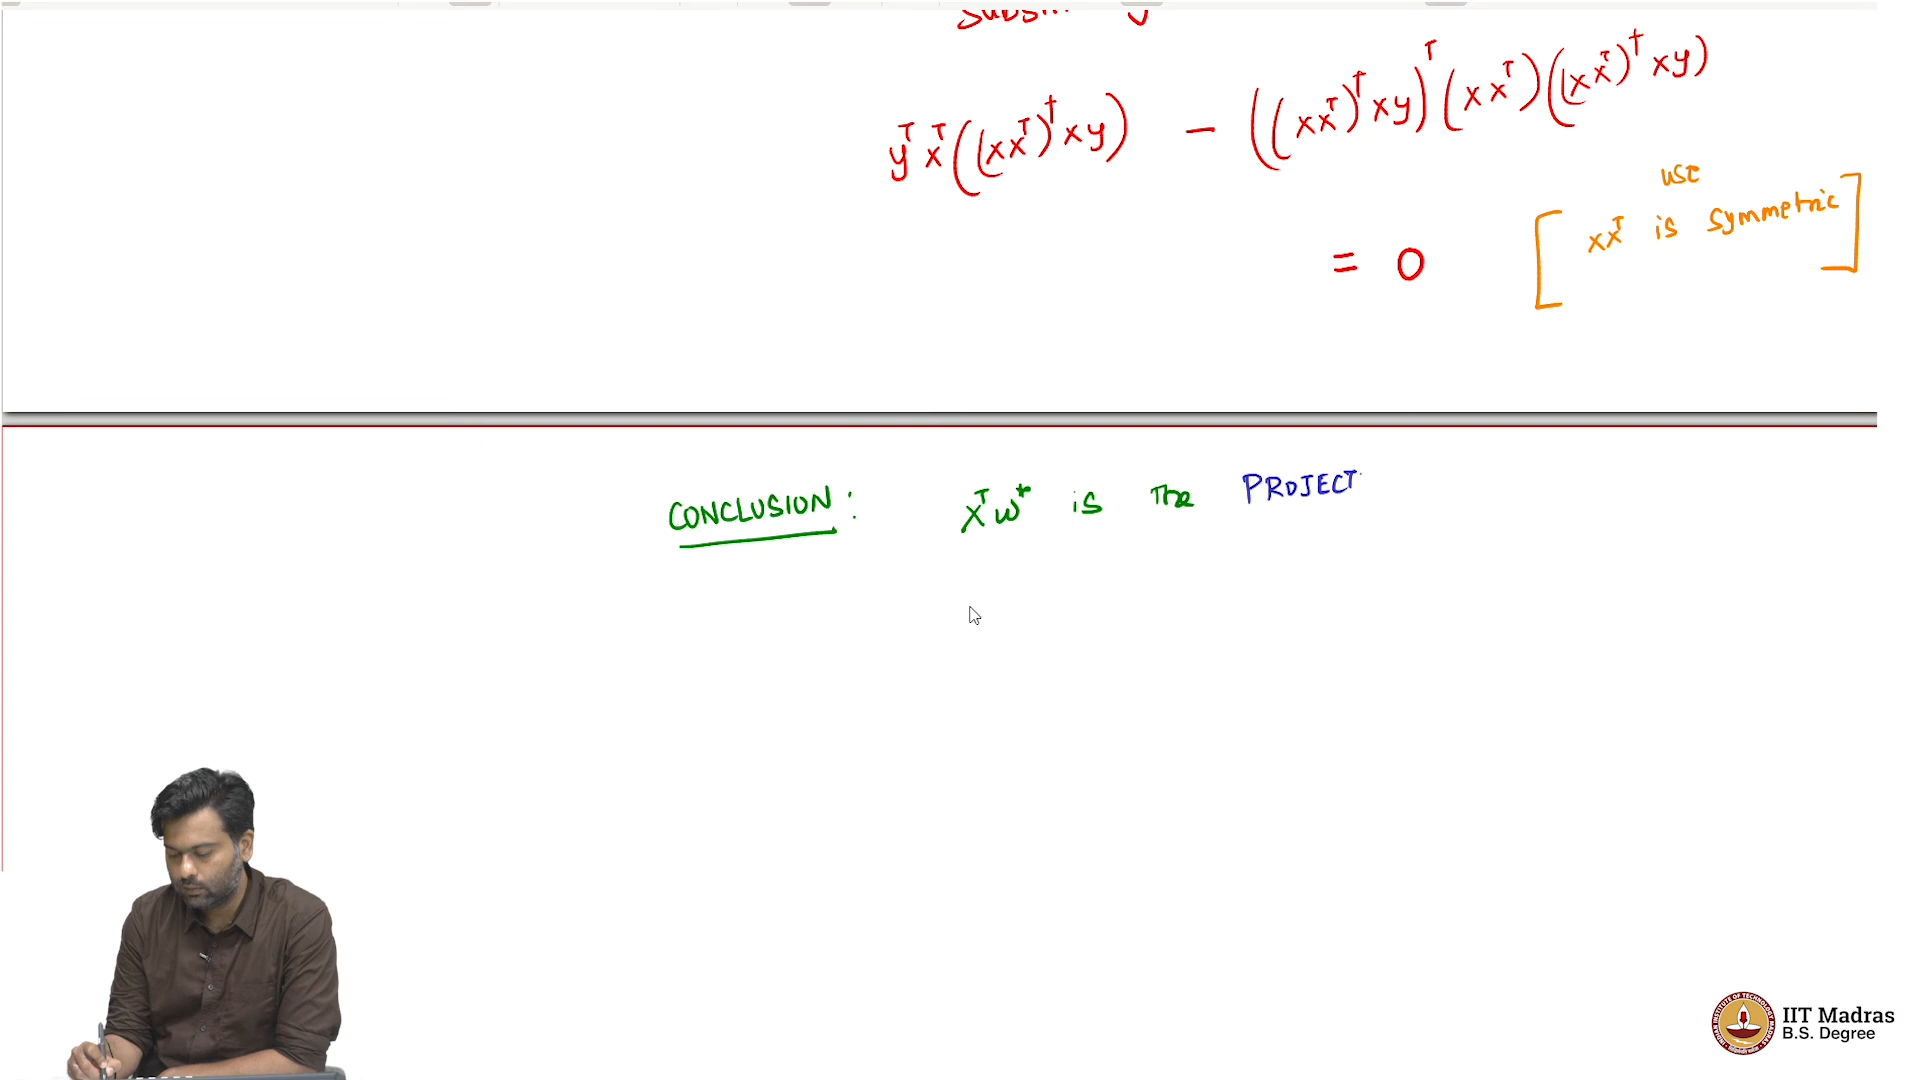 yᵀxᵀ((xxᵀ)†xy) − ((xxᵀ)†xy)ᵀ(xxᵀ)((xxᵀ)†xy)
use
= 0 [xxᵀ is symmetric]
CONCLUSION: Xᵀw* is the PROJECT
IIT Madras
B.S. Degree